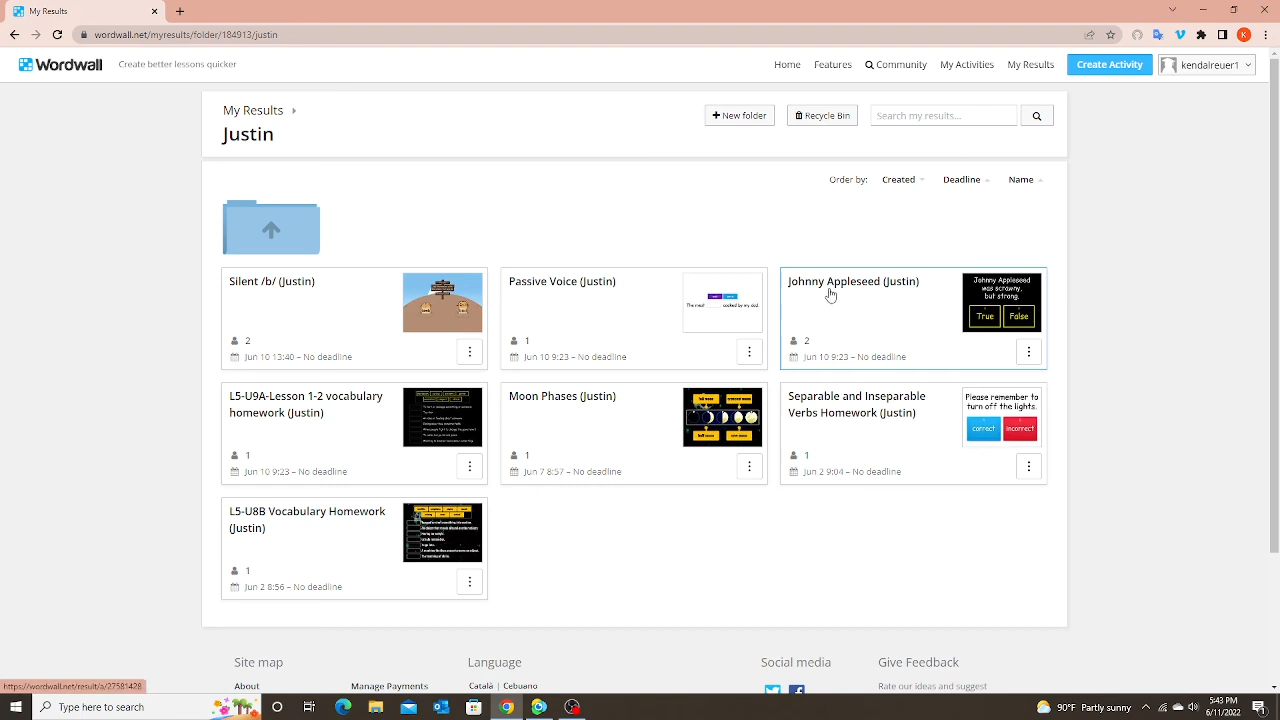 My Results
wordwall.net/myresults/folder/184913/justin
K
Wordwall
Create better lessons quicker
Home
Features
Community
My Activities
My Results
Create Activity
kendalreuer1
My Results
Justin
New folder
Recycle Bin
Search my results...
Order by:
Created
Deadline
Name
Silent /b/ (Justin)
2
Jun 10 13:40 – No deadline
Passive Voice (Justin)
The meat
cooked by my dad.
1
Jun 10 9:23 – No deadline
Johnny Appleseed (Justin)
Johnny Appleseed
was scrawny,
but strong.
True
False
2
Jun 10 9:23 – No deadline
L5-U9A-Lesson 1-2 vocabulary
homework (Justin)
1
Jun 10 9:23 – No deadline
Moon Phases (Justin)
1
Jun 7 8:57 – No deadline
Separable and Inseparable
Verbs Homework (Justin)
Please remember to
turn off the lights.
correct
incorrect
1
Jun 2 9:04 – No deadline
L5-U8B Vocabulary Homework
(Justin)
1
Jun 2 8:56 – No deadline
Site map
Language
Social media
Give Feedback
About
Manage Payments
Català | Cebuano
Rate our ideas and suggest
https://wordwall.net/result/a/27581428
Type here to search
90°F Partly sunny
5:43 PM
6/11/2022